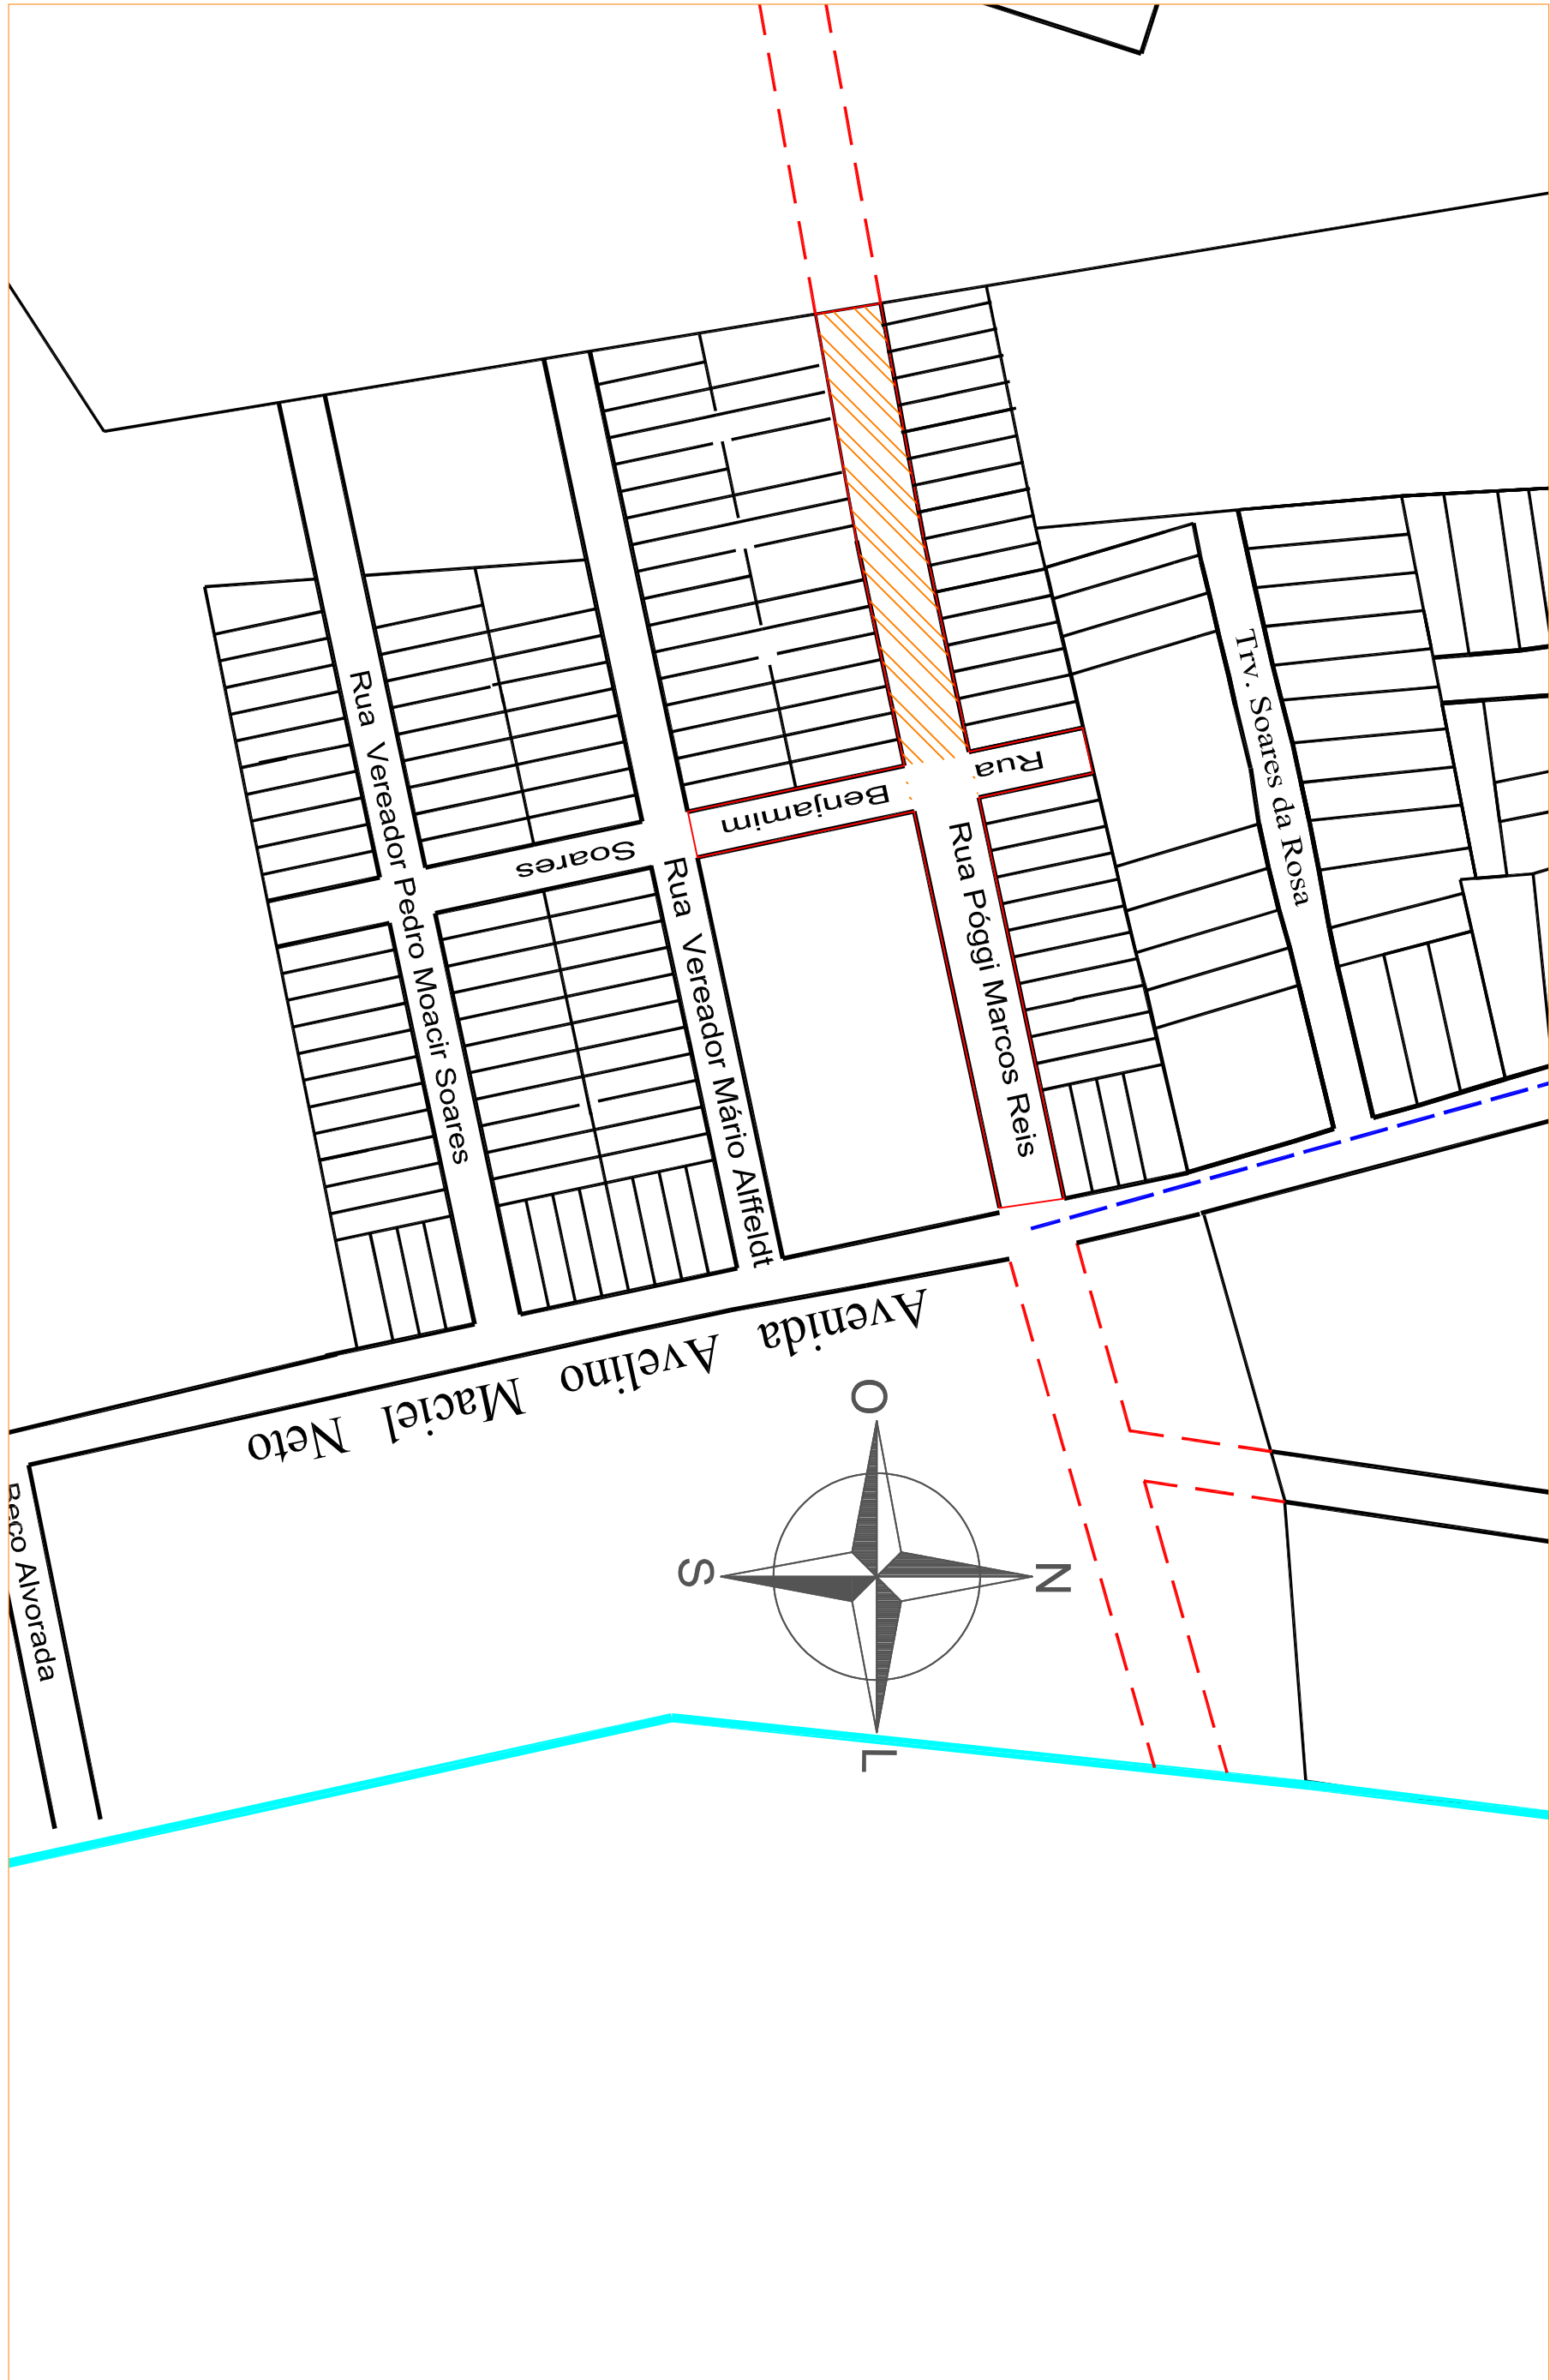 Rua Vereador Pedro Moacir Soares
Rua Benjamim Soares
Rua Vereador Mário Alffeldt
Rua Póggi Marcos Reis
Trv. Soares da Rosa
Avenida Avelino Maciel Neto
Beco Alvorada
O
S
N
L